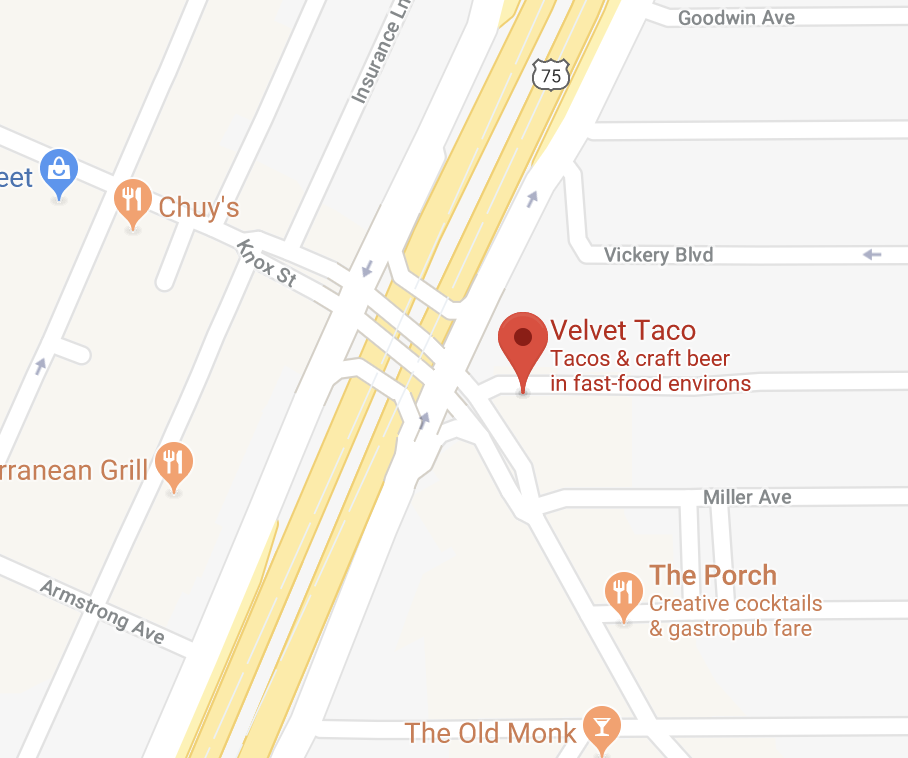 Goodwin Ave
Insurance Ln
75
eet
Chuy's
Knox St
Vickery Blvd
Velvet Taco
Tacos & craft beer
in fast-food environs
rranean Grill
Miller Ave
Armstrong Ave
The Porch
Creative cocktails
& gastropub fare
The Old Monk